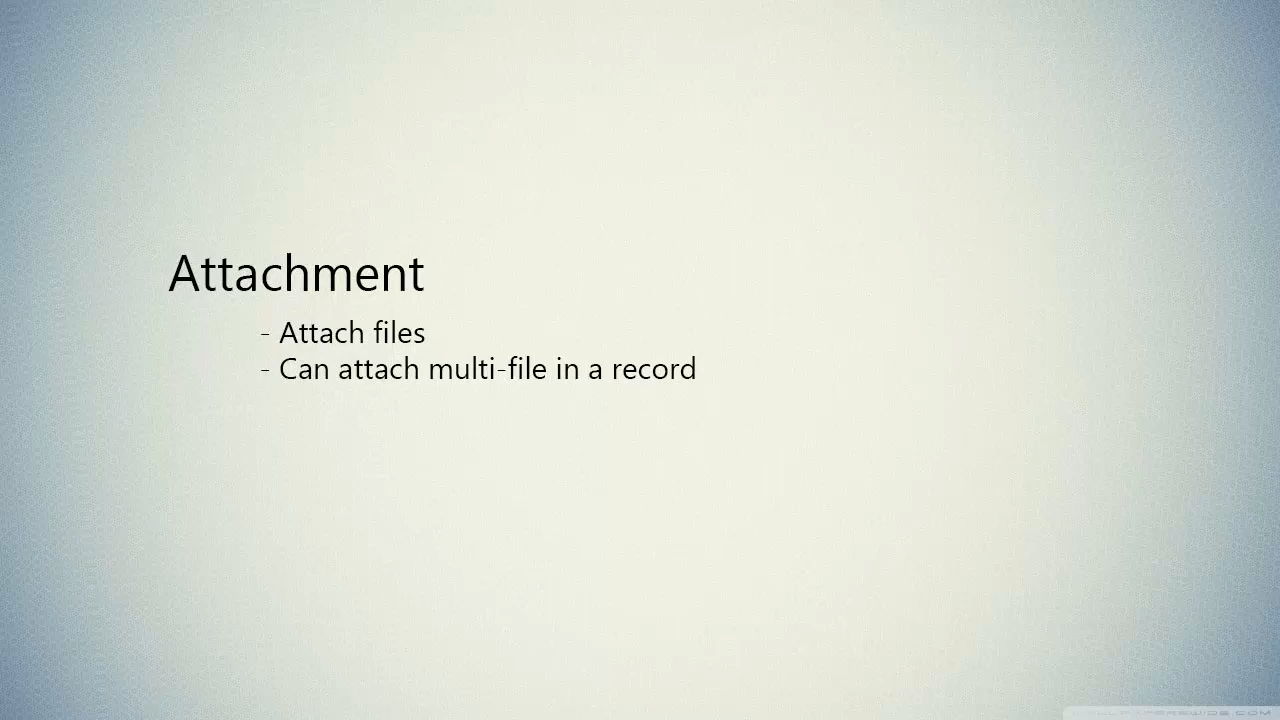 Attachment
- Attach files
- Can attach multi-file in a record